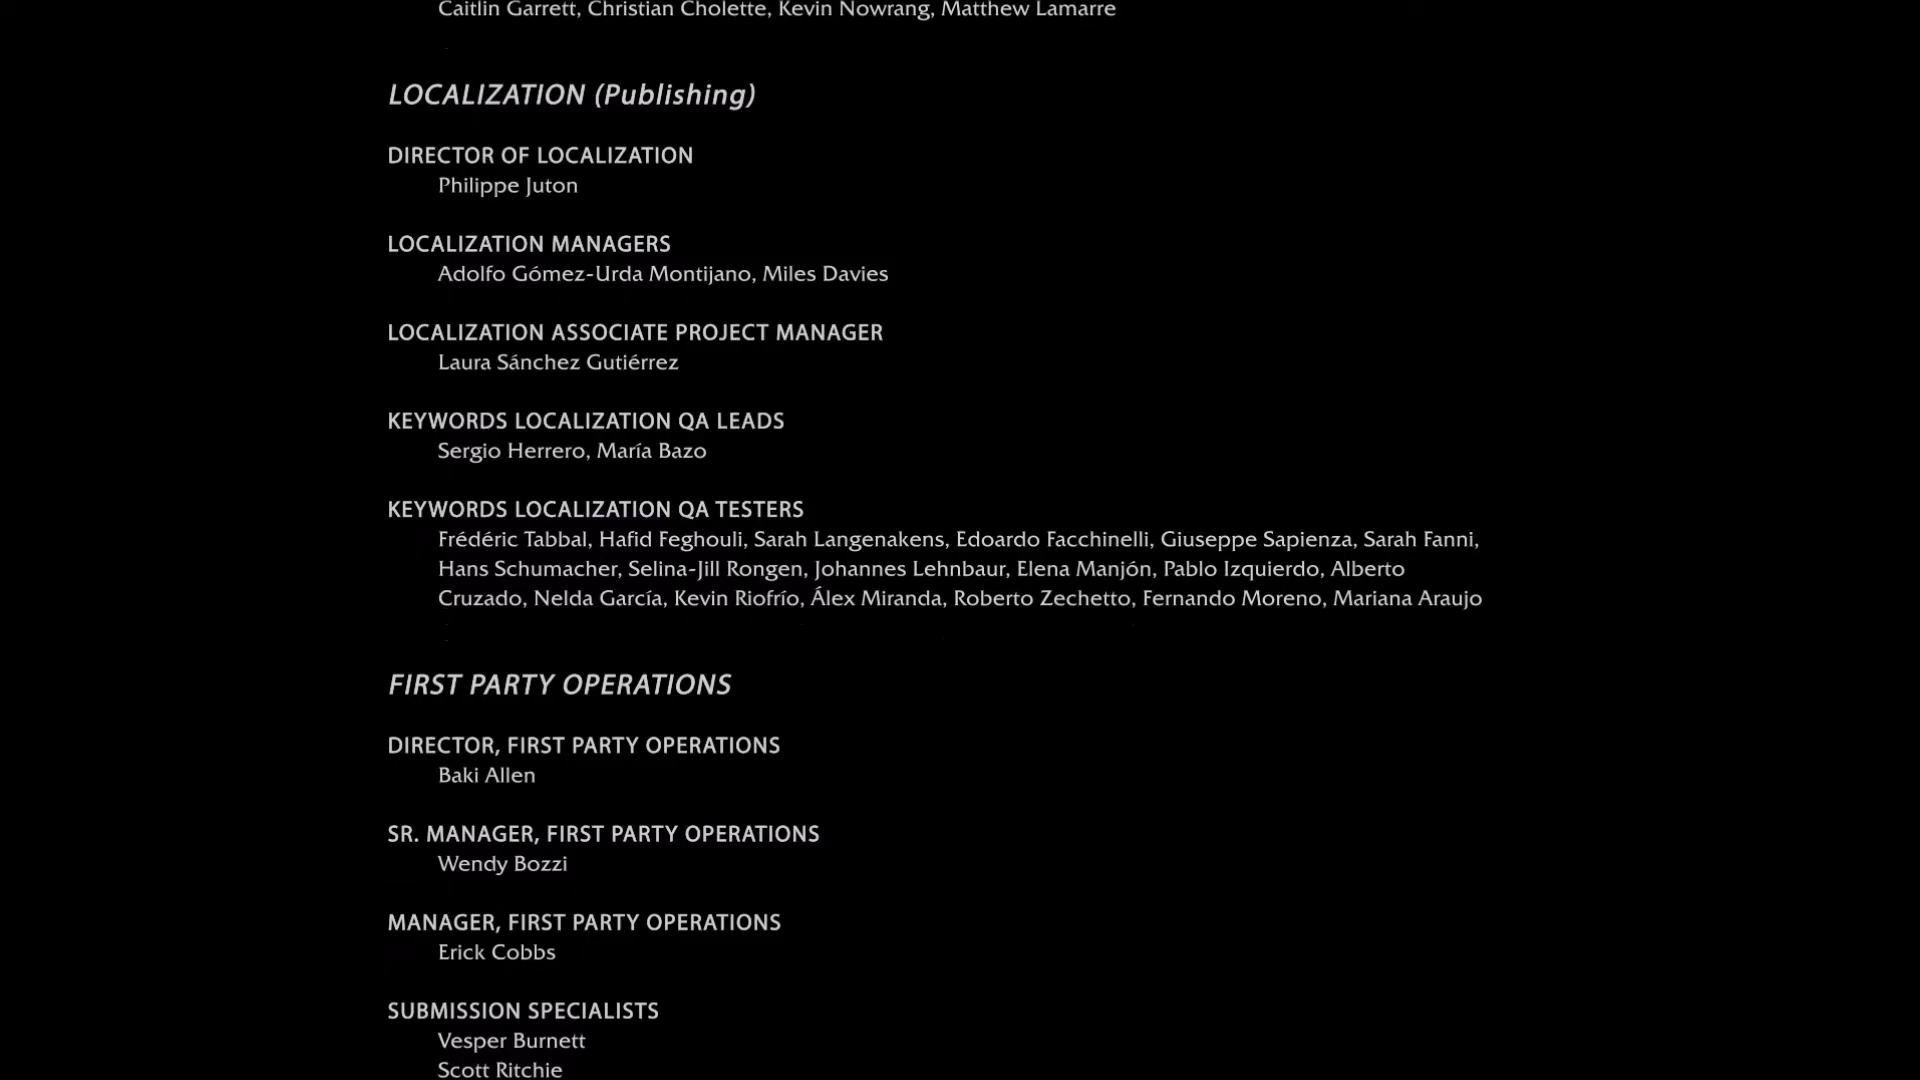 Caitlin Garrett, Christian Cholette, Kevin Nowrang, Matthew Lamarre
LOCALIZATION (Publishing)
DIRECTOR OF LOCALIZATION
Philippe Juton
LOCALIZATION MANAGERS
Adolfo Gómez-Urda Montijano, Miles Davies
LOCALIZATION ASSOCIATE PROJECT MANAGER
Laura Sánchez Gutiérrez
KEYWORDS LOCALIZATION QA LEADS
Sergio Herrero, María Bazo
KEYWORDS LOCALIZATION QA TESTERS
Frédéric Tabbal, Hafid Feghouli, Sarah Langenakens, Edoardo Facchinelli, Giuseppe Sapienza, Sarah Fanni,
Hans Schumacher, Selina-Jill Rongen, Johannes Lehnbaur, Elena Manjón, Pablo Izquierdo, Alberto
Cruzado, Nelda García, Kevin Riofrío, Álex Miranda, Roberto Zechetto, Fernando Moreno, Mariana Araujo
FIRST PARTY OPERATIONS
DIRECTOR, FIRST PARTY OPERATIONS
Baki Allen
SR. MANAGER, FIRST PARTY OPERATIONS
Wendy Bozzi
MANAGER, FIRST PARTY OPERATIONS
Erick Cobbs
SUBMISSION SPECIALISTS
Vesper Burnett
Scott Ritchie